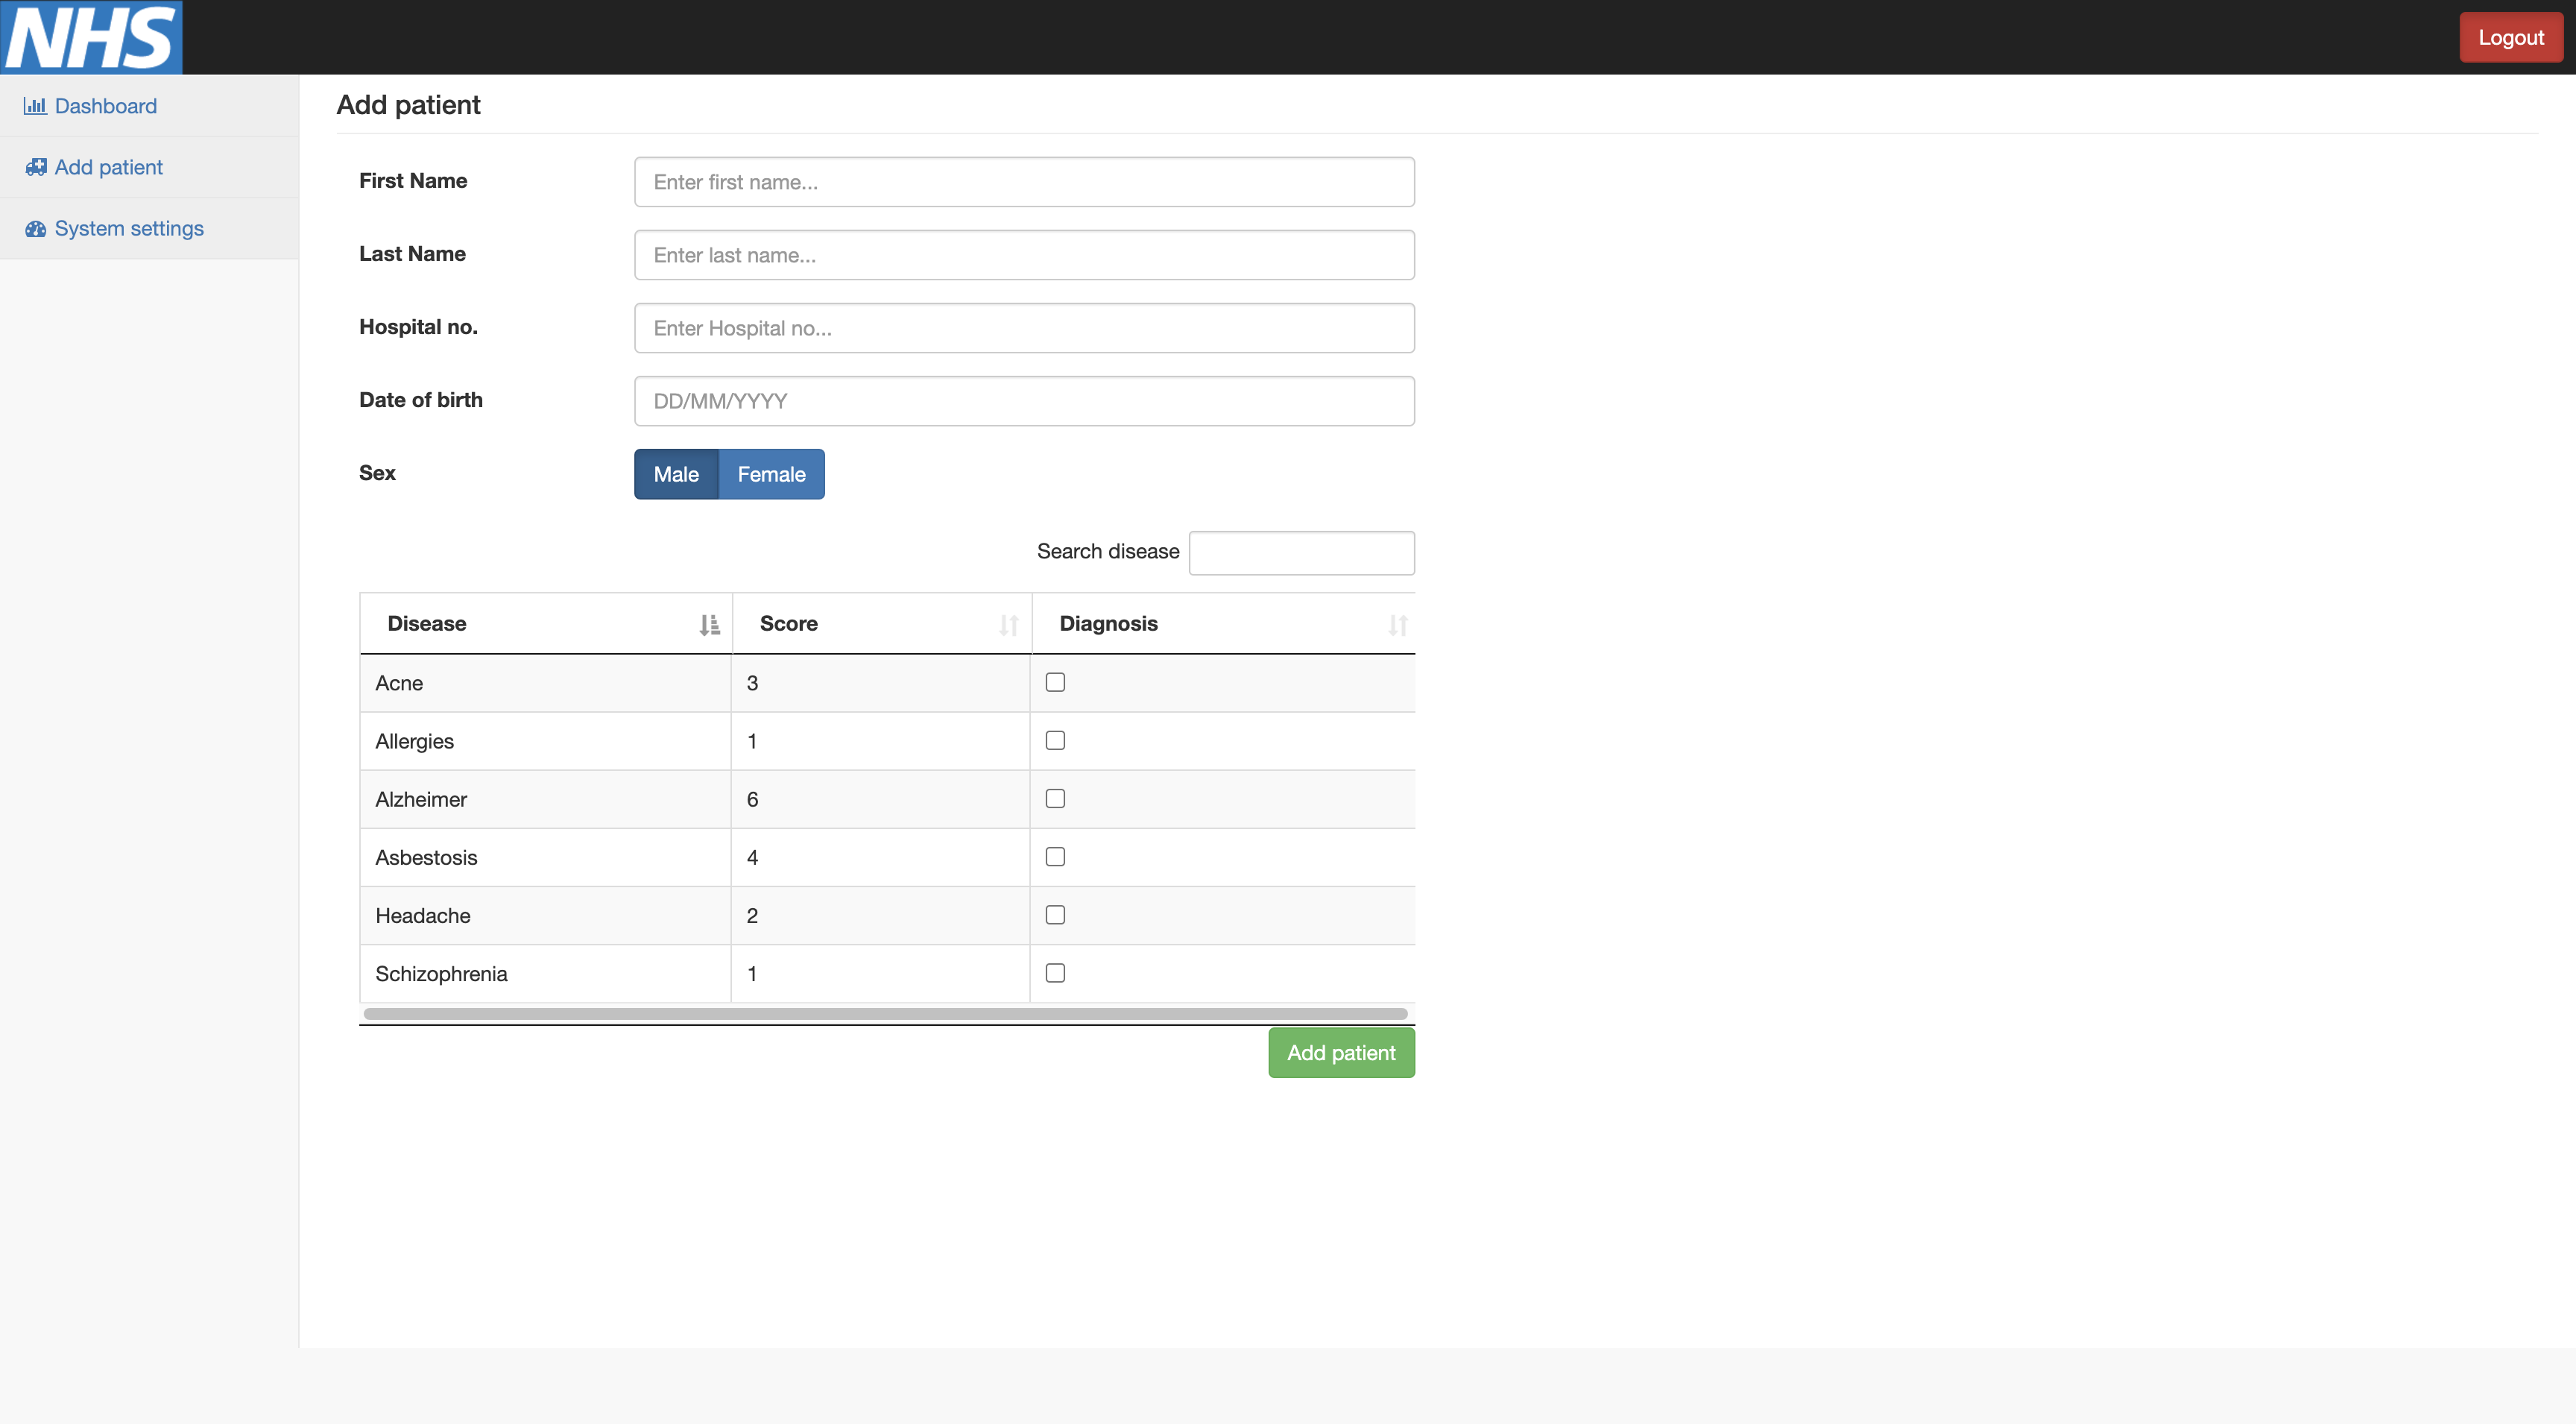 NHS
Logout
Dashboard
Add patient
System settings
Add patient
First Name
Enter first name...
Last Name
Enter last name...
Hospital no.
Enter Hospital no...
Date of birth
DD/MM/YYYY
Sex
Male Female
Search disease
Disease Score Diagnosis
Acne 3
Allergies 1
Alzheimer 6
Asbestosis 4
Headache 2
Schizophrenia 1
Add patient